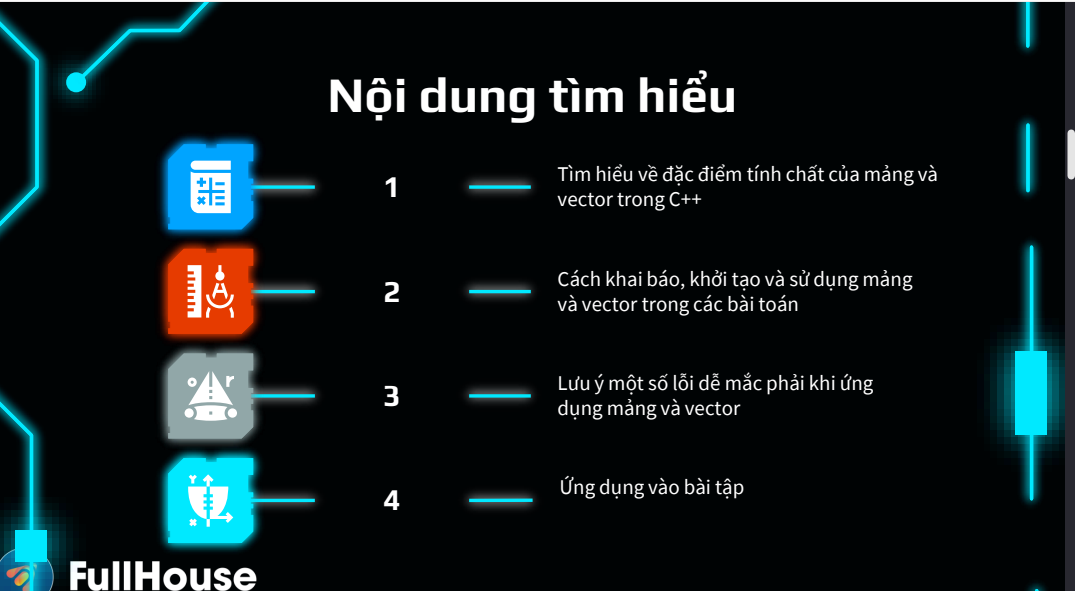 Nội dung tìm hiểu
1
Tìm hiểu về đặc điểm tính chất của mảng và
vector trong C++
2
Cách khai báo, khởi tạo và sử dụng mảng
và vector trong các bài toán
o r
3
Lưu ý một số lỗi dễ mắc phải khi ứng
dụng mảng và vector
Y
x
4
Ứng dụng vào bài tập
FullHouse